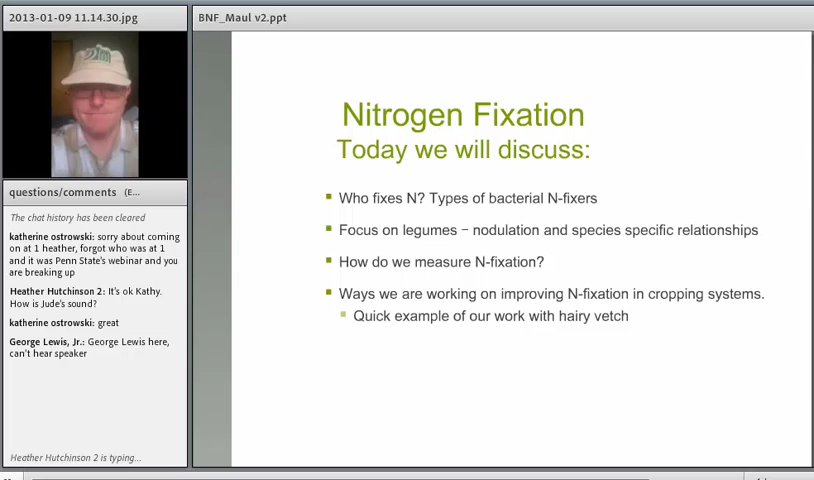 2013-01-09 11.14.30.jpg
questions/comments (E...
The chat history has been cleared
katherine ostrowski: sorry about coming
on at 1 heather, forgot who was at 1
and it was Penn State's webinar and you
are breaking up
Heather Hutchinson 2: It's ok Kathy.
How is Jude's sound?
katherine ostrowski: great
George Lewis, Jr.: George Lewis here,
can't hear speaker
Heather Hutchinson 2 is typing...
BNF_Maul v2.ppt
Nitrogen Fixation
Today we will discuss:
Who fixes N? Types of bacterial N-fixers
Focus on legumes – nodulation and species specific relationships
How do we measure N-fixation?
Ways we are working on improving N-fixation in cropping systems.
Quick example of our work with hairy vetch